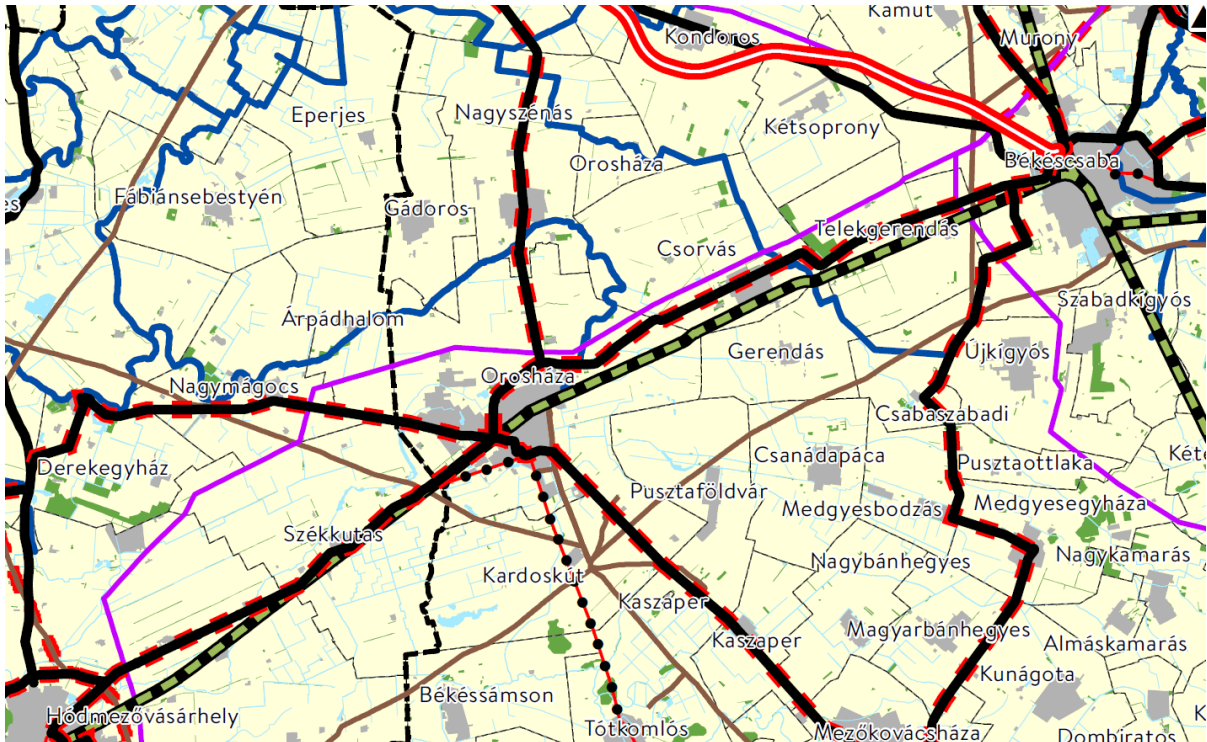 Kamut
Kondoros
Murony
Eperjes
Nagyszénás
Kétsoprony
Orosháza
Békéscsaba
es
Fábiánsebestyén
Gádoros
Telekgerendás
Csorvás
Szabadkígyós
Árpádhalom
Gerendás
Újkígyós
Nagymágocs
Orosháza
Csabaszabadi
Derekegyház
Csanádapáca
Pusztaottlaka
Kéte
Pusztaföldvár
Medgyesbodzás
Medgyesegyháza
Székkutas
Nagybánhegyes
Nagykamarás
Kardoskút
Kaszaper
Kaszaper
Magyarbánhegyes
Almáskamarás
Kunágota
Békéssámson
Hódmezővásárhely
K
Tótkomlós
Mezőkovácsháza
Dombiratos